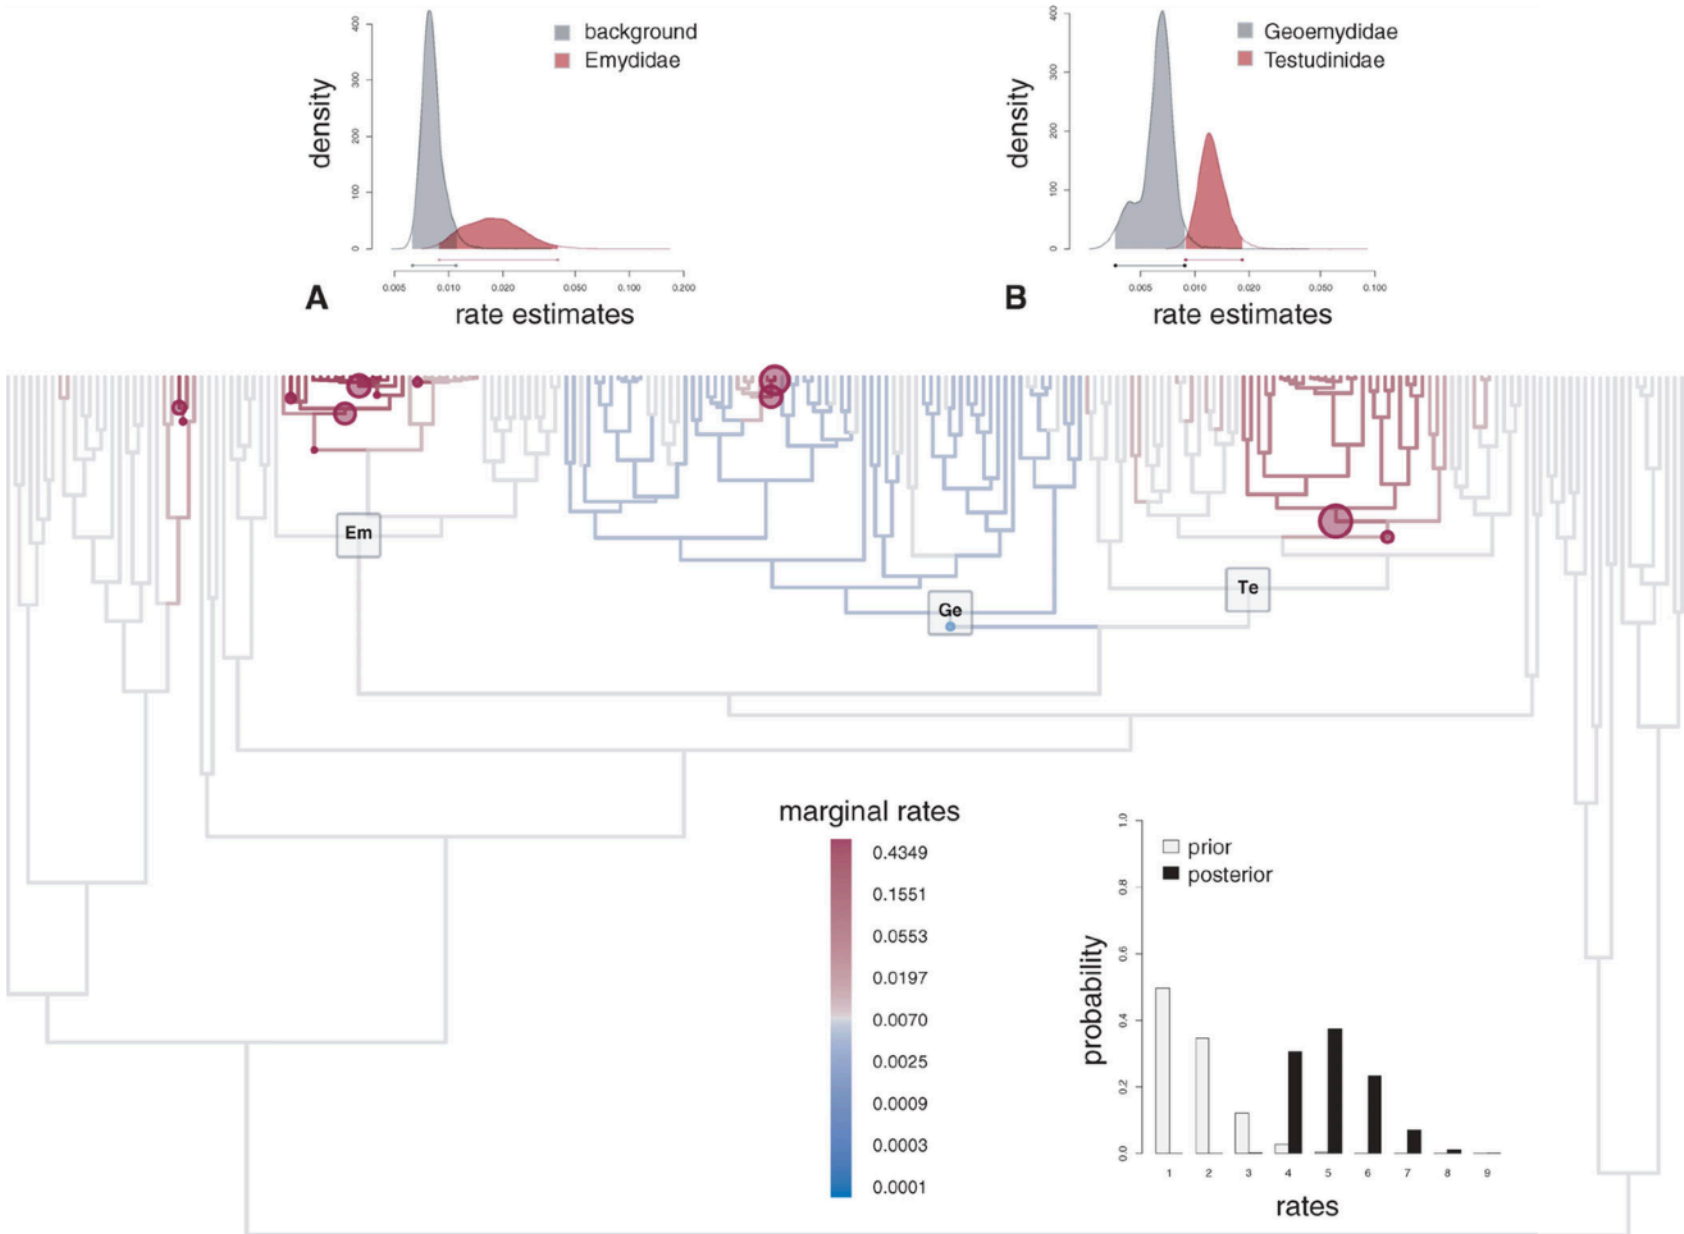 background
Emydidae
density
0
100
200
300
400
0.005 0.010 0.020 0.050 0.100 0.200
A
rate estimates
Geoemydidae
Testudinidae
density
0
100
200
300
400
0.005 0.010 0.020 0.050 0.100
B
rate estimates
Em
Ge
Te
marginal rates
0.4349
0.1551
0.0553
0.0197
0.0070
0.0025
0.0009
0.0003
0.0001
prior
posterior
probability
0.0
0.2
0.4
0.6
0.8
1.0
1 2 3 4 5 6 7 8 9
rates